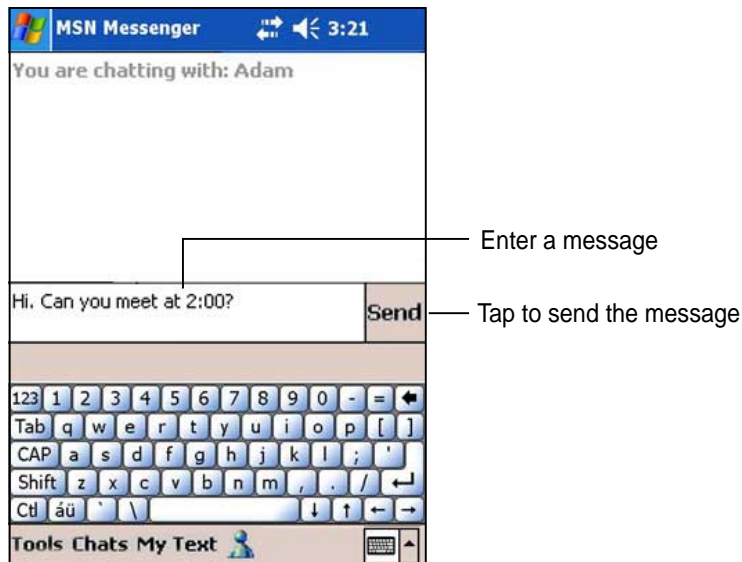 MSN Messenger 3:21
You are chatting with: Adam
Enter a message
Hi. Can you meet at 2:00?
Send
Tap to send the message
123 1 2 3 4 5 6 7 8 9 0 - =
Tab q w e r t y u i o p [ ]
CAP a s d f g h j k l ; '
Shift z x c v b n m , . /
Ctl áü ` \
Tools Chats My Text